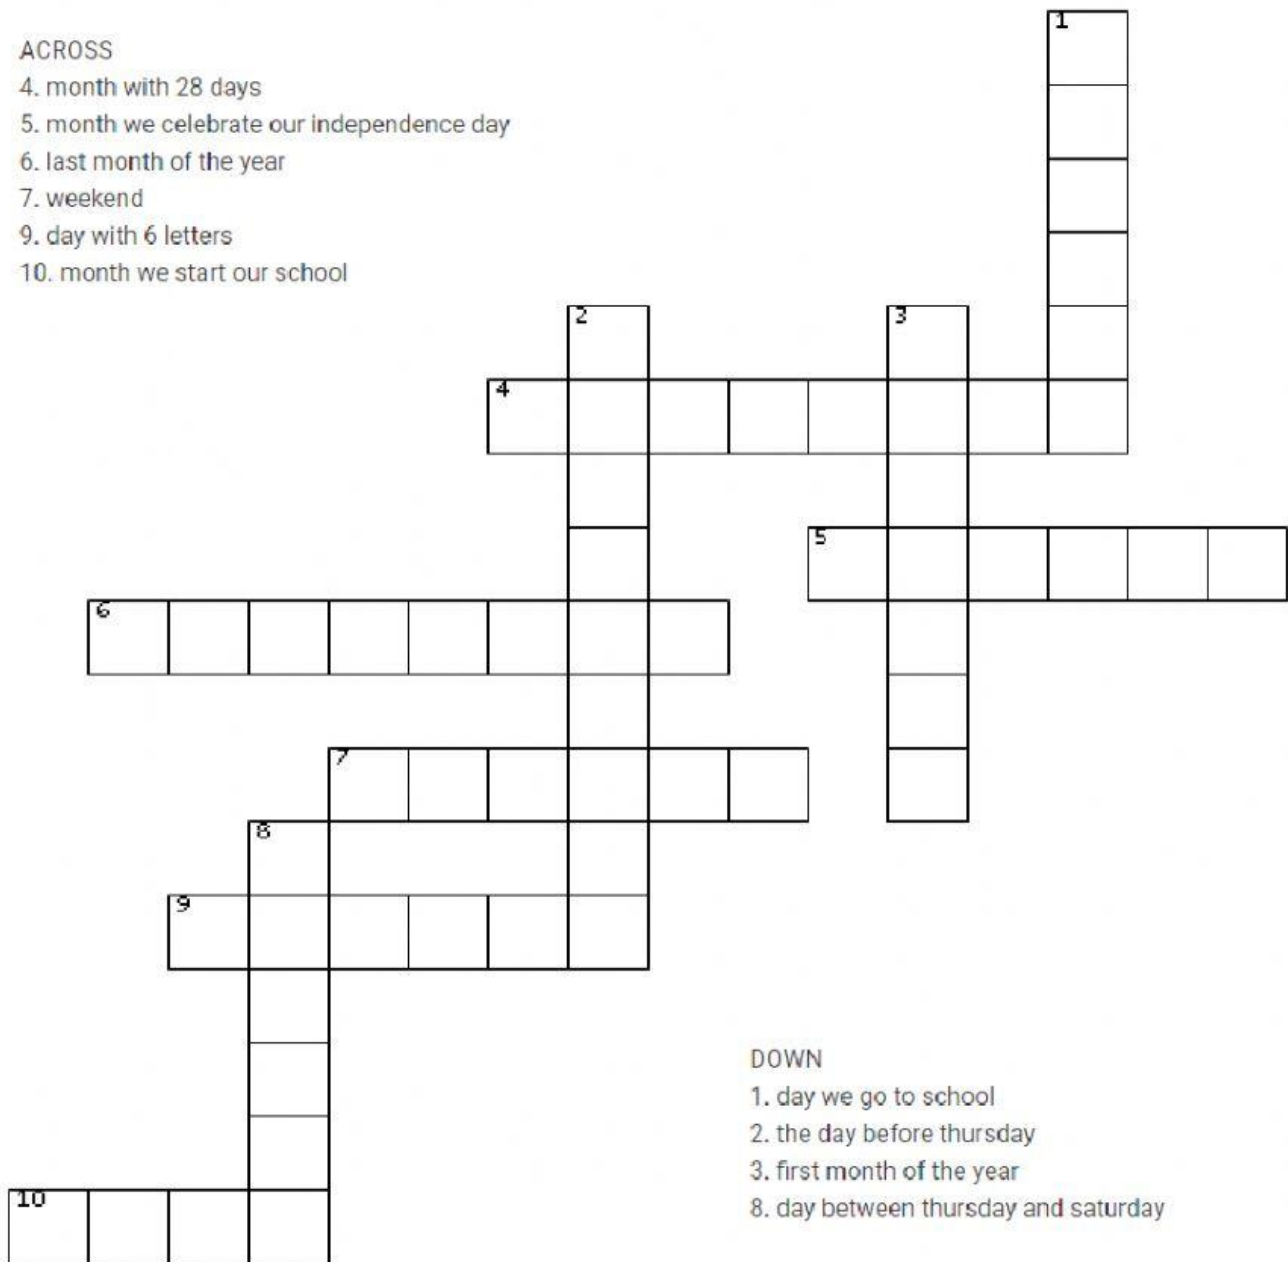 ACROSS
4. month with 28 days
5. month we celebrate our independence day
6. last month of the year
7. weekend
9. day with 6 letters
10. month we start our school
1
2
3
4
5
6
7
8
9
10
DOWN
1. day we go to school
2. the day before thursday
3. first month of the year
8. day between thursday and saturday